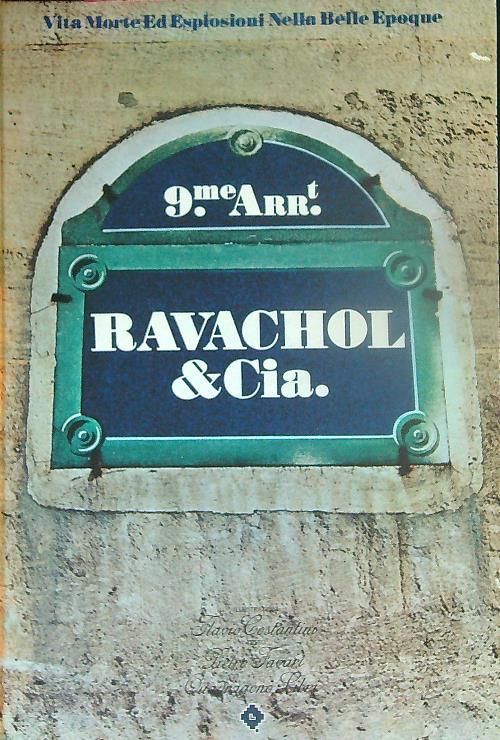 Vita Morte Ed Esplosioni Nella Belle Epoque
9.me ARR.t
RAVACHOL
&Cia.
Flavio Costantini